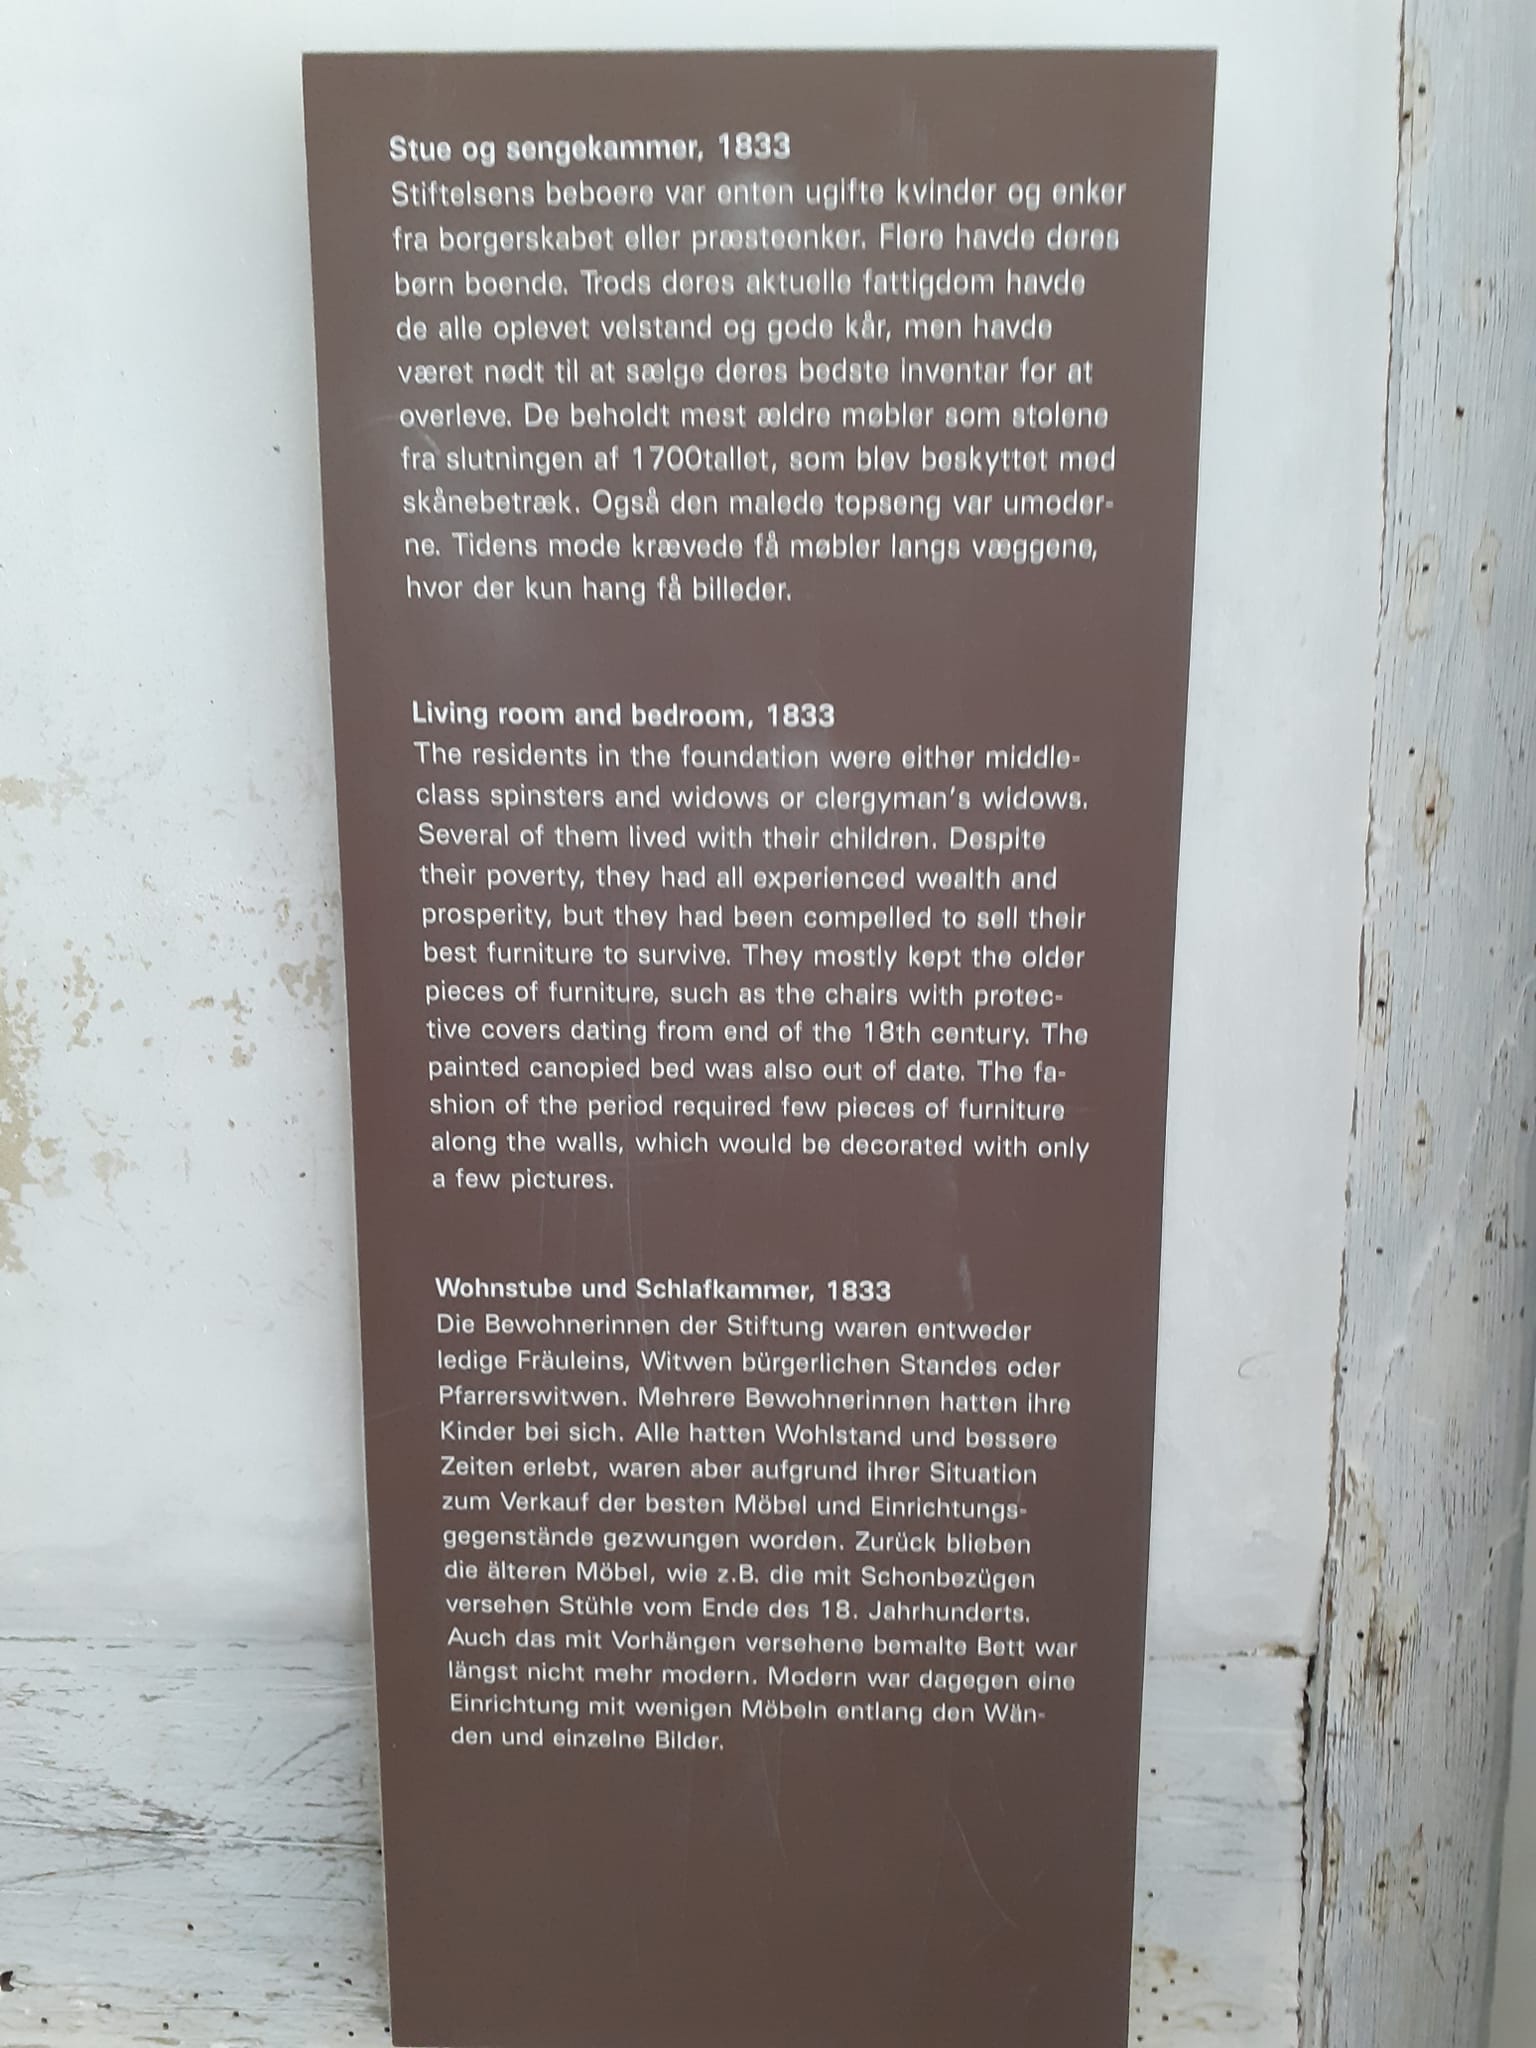 Stue og sengekammer, 1833
Stiftelsens beboere var enten ugifte kvinder og enker
fra borgerskabet eller præsteenker. Flere havde deres
børn boende. Trods deres aktuelle fattigdom havde
de alle oplevet velstand og gode kår, men havde
været nødt til at sælge deres bedste inventar for at
overleve. De beholdt mest ældre møbler som stolene
fra slutningen af 1700tallet, som blev beskyttet med
skånebetræk. Også den malede topseng var umoder-
ne. Tidens mode krævede få møbler langs væggene,
hvor der kun hang få billeder.
Living room and bedroom, 1833
The residents in the foundation were either middle-
class spinsters and widows or clergyman's widows.
Several of them lived with their children. Despite
their poverty, they had all experienced wealth and
prosperity, but they had been compelled to sell their
best furniture to survive. They mostly kept the older
pieces of furniture, such as the chairs with protec-
tive covers dating from end of the 18th century. The
painted canopied bed was also out of date. The fa-
shion of the period required few pieces of furniture
along the walls, which would be decorated with only
a few pictures.
Wohnstube und Schlafkammer, 1833
Die Bewohnerinnen der Stiftung waren entweder
ledige Fräuleins, Witwen bürgerlichen Standes oder
Pfarrerswitwen. Mehrere Bewohnerinnen hatten ihre
Kinder bei sich. Alle hatten Wohlstand und bessere
Zeiten erlebt, waren aber aufgrund ihrer Situation
zum Verkauf der besten Möbel und Einrichtungs-
gegenstände gezwungen worden. Zurück blieben
die älteren Möbel, wie z.B. die mit Schonbezügen
versehen Stühle vom Ende des 18. Jahrhunderts.
Auch das mit Vorhängen versehene bemalte Bett war
längst nicht mehr modern. Modern war dagegen eine
Einrichtung mit wenigen Möbeln entlang den Wän-
den und einzelne Bilder.